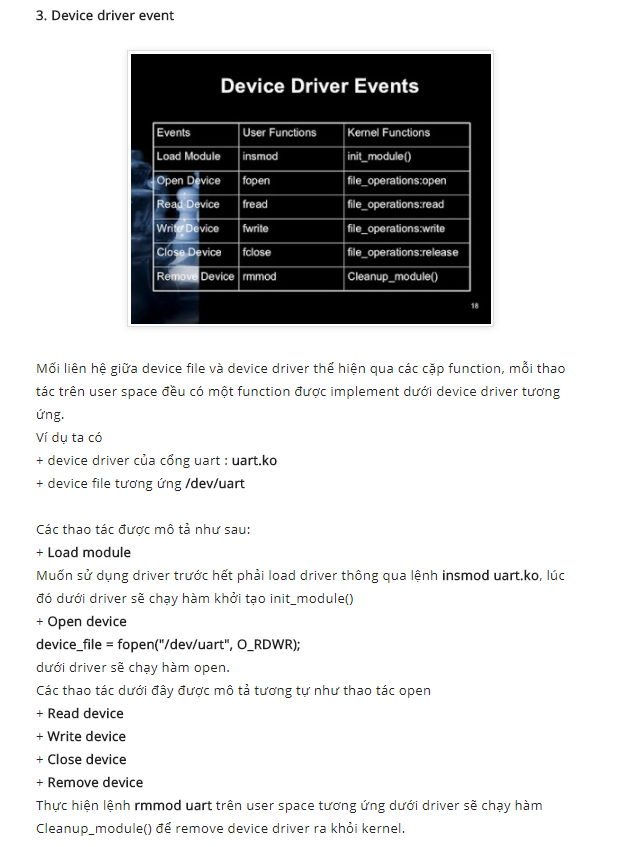 3. Device driver event
Device Driver Events
Events User Functions Kernel Functions
Load Module insmod init_module()
Open Device fopen file_operations:open
Read Device fread file_operations:read
Write Device fwrite file_operations:write
Close Device fclose file_operations:release
Remove Device rmmod Cleanup_module()
18
Mối liên hệ giữa device file và device driver thể hiện qua các cặp function, mỗi thao
tác trên user space đều có một function được implement dưới device driver tương
ứng.
Ví dụ ta có
+ device driver của cổng uart : uart.ko
+ device file tương ứng /dev/uart
Các thao tác được mô tả như sau:
+ Load module
Muốn sử dụng driver trước hết phải load driver thông qua lệnh insmod uart.ko, lúc
đó dưới driver sẽ chạy hàm khởi tạo init_module()
+ Open device
device_file = fopen("/dev/uart", O_RDWR);
dưới driver sẽ chạy hàm open.
Các thao tác dưới đây được mô tả tương tự như thao tác open
+ Read device
+ Write device
+ Close device
+ Remove device
Thực hiện lệnh rmmod uart trên user space tương ứng dưới driver sẽ chạy hàm
Cleanup_module() để remove device driver ra khỏi kernel.